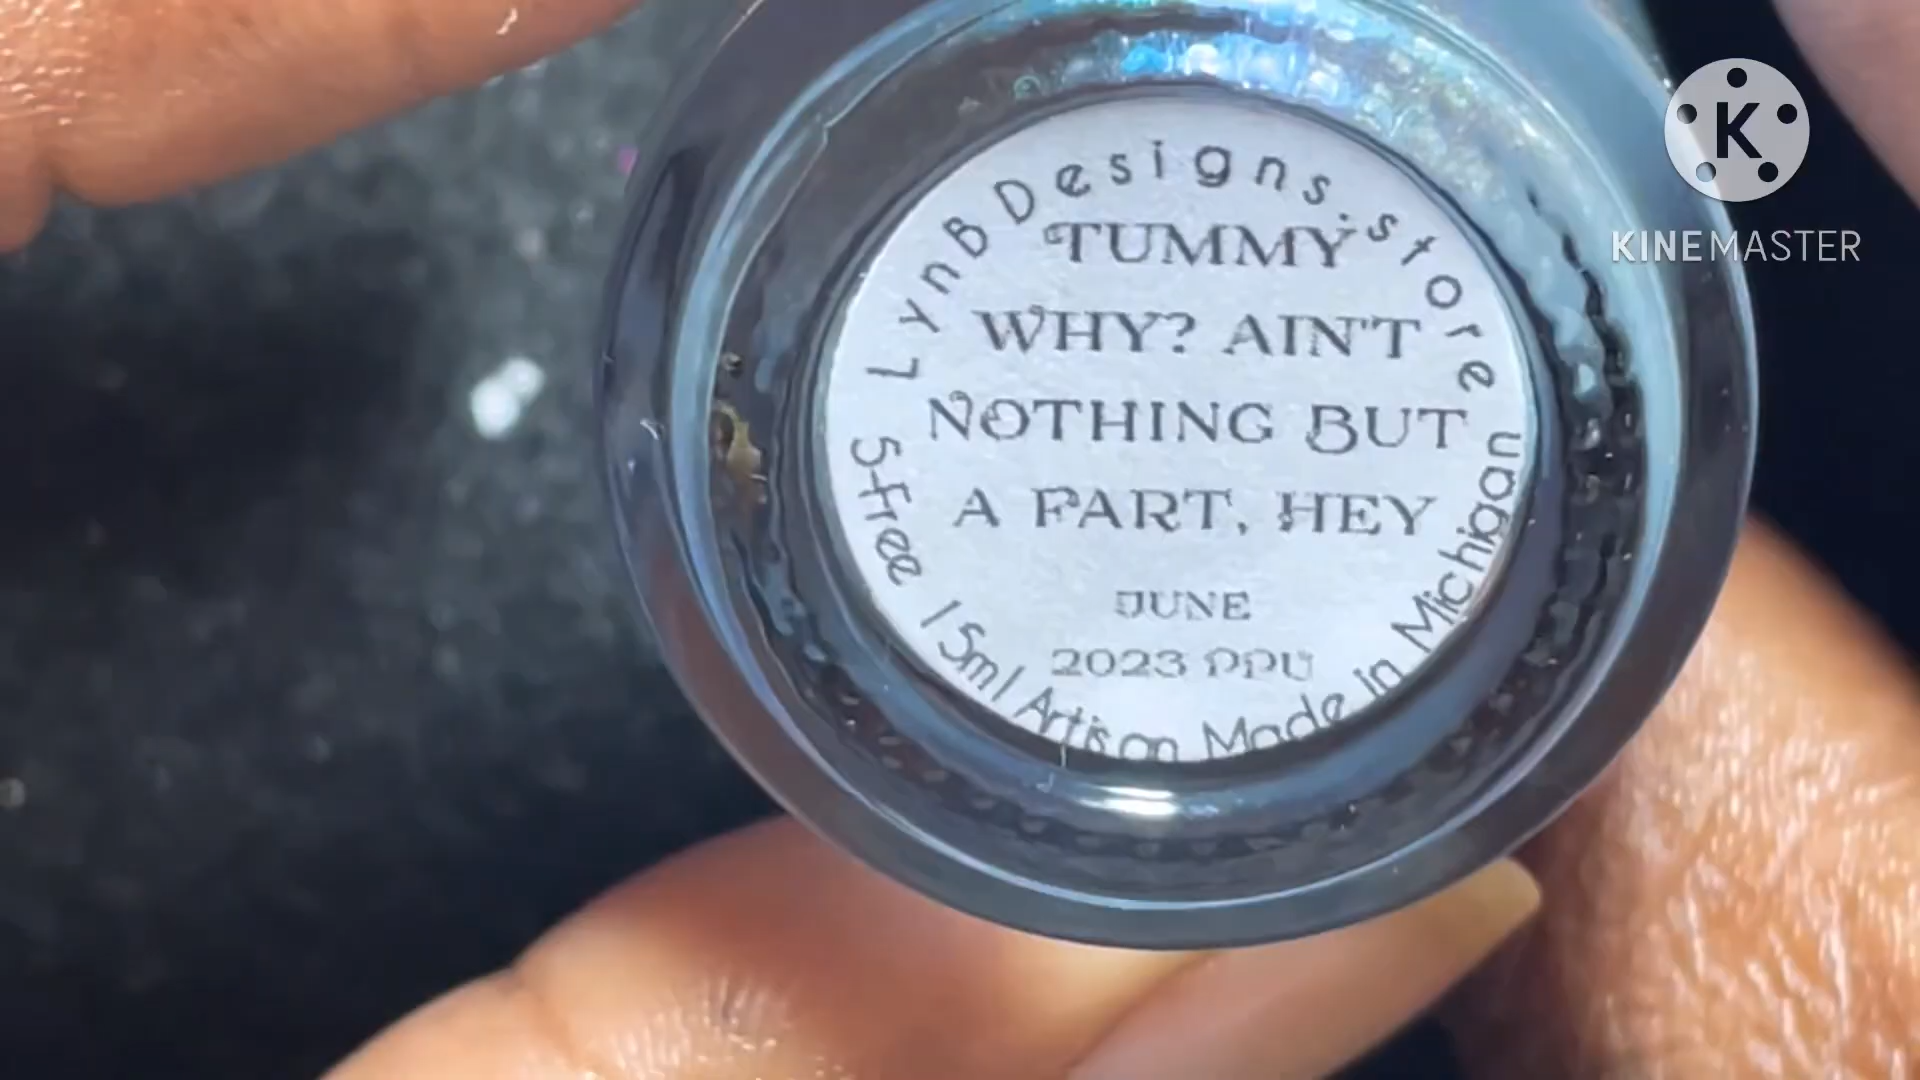 LynBDesigns.store
TUMMY
WHY? AIN'T
NOTHING BUT
A FART, HEY
JUNE
2023 PPU
5-Free 15ml Artisan Made in Michigan
K
KINEMASTER